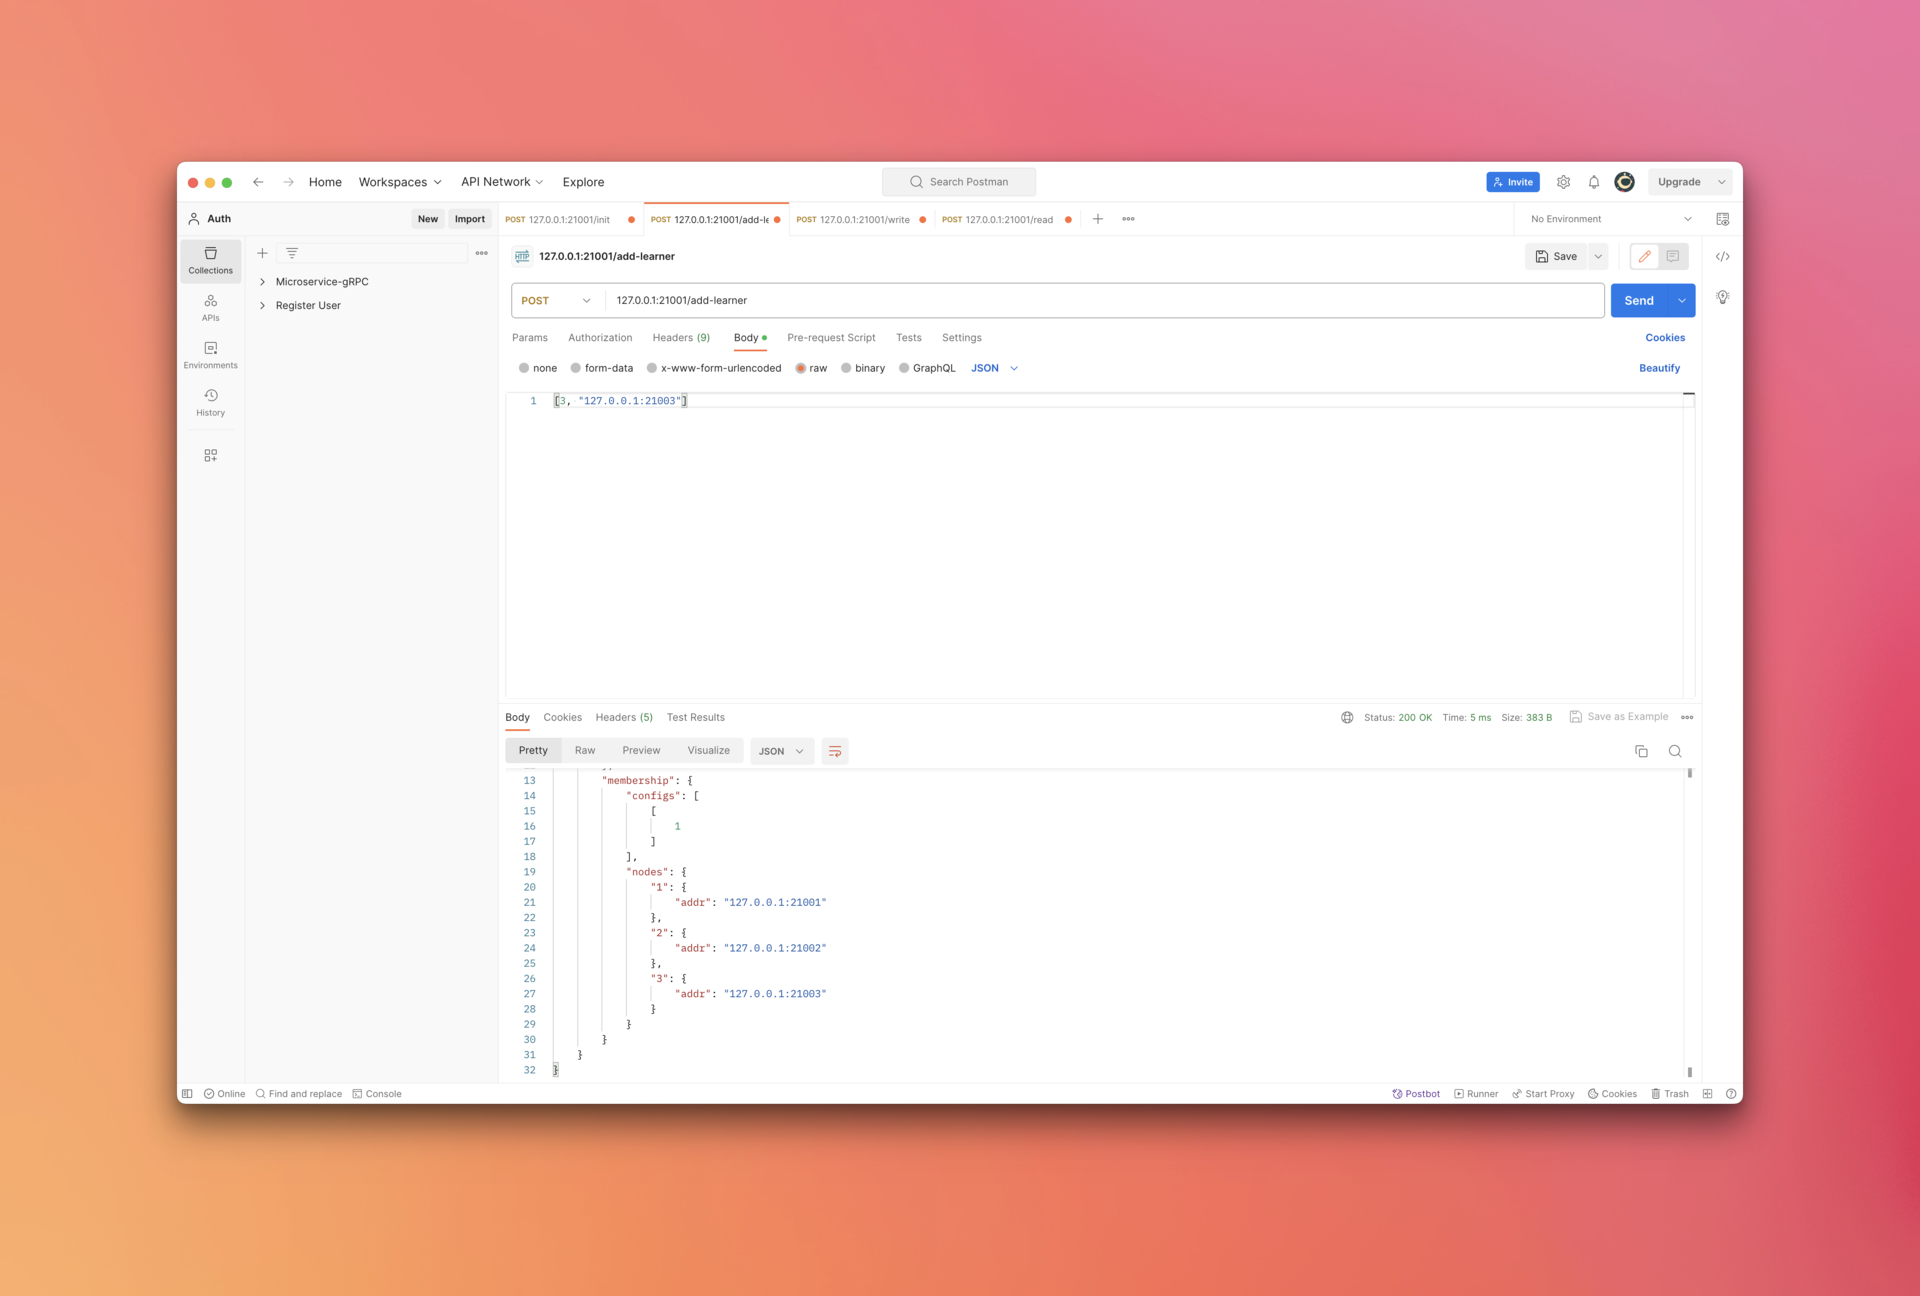 Home Workspaces API Network Explore Search Postman Invite Upgrade
Auth New Import POST 127.0.0.1:21001/init POST 127.0.0.1:21001/add-le POST 127.0.0.1:21001/write POST 127.0.0.1:21001/read No Environment
Collections
APIs
Environments
History
Microservice-gRPC
Register User
HTTP 127.0.0.1:21001/add-learner Save
POST 127.0.0.1:21001/add-learner Send
Params Authorization Headers (9) Body Pre-request Script Tests Settings Cookies
none form-data x-www-form-urlencoded raw binary GraphQL JSON Beautify
1 [3, "127.0.0.1:21003"]
Body Cookies Headers (5) Test Results Status: 200 OK Time: 5 ms Size: 383 B Save as Example
Pretty Raw Preview Visualize JSON
13 "membership": {
14 "configs": [
15 [
16 1
17 ]
18 ],
19 "nodes": {
20 "1": {
21 "addr": "127.0.0.1:21001"
22 },
23 "2": {
24 "addr": "127.0.0.1:21002"
25 },
26 "3": {
27 "addr": "127.0.0.1:21003"
28 }
29 }
30 }
31 }
32 }
Online Find and replace Console Postbot Runner Start Proxy Cookies Trash